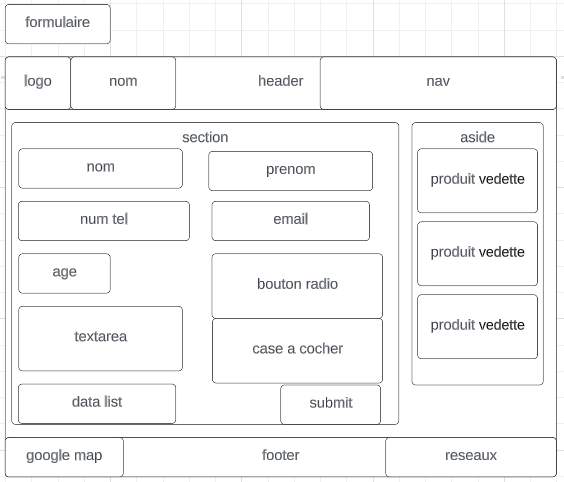 formulaire
logo
nom
header
nav
section
aside
nom
prenom
produit vedette
num tel
email
produit vedette
age
bouton radio
produit vedette
textarea
case a cocher
data list
submit
google map
footer
reseaux